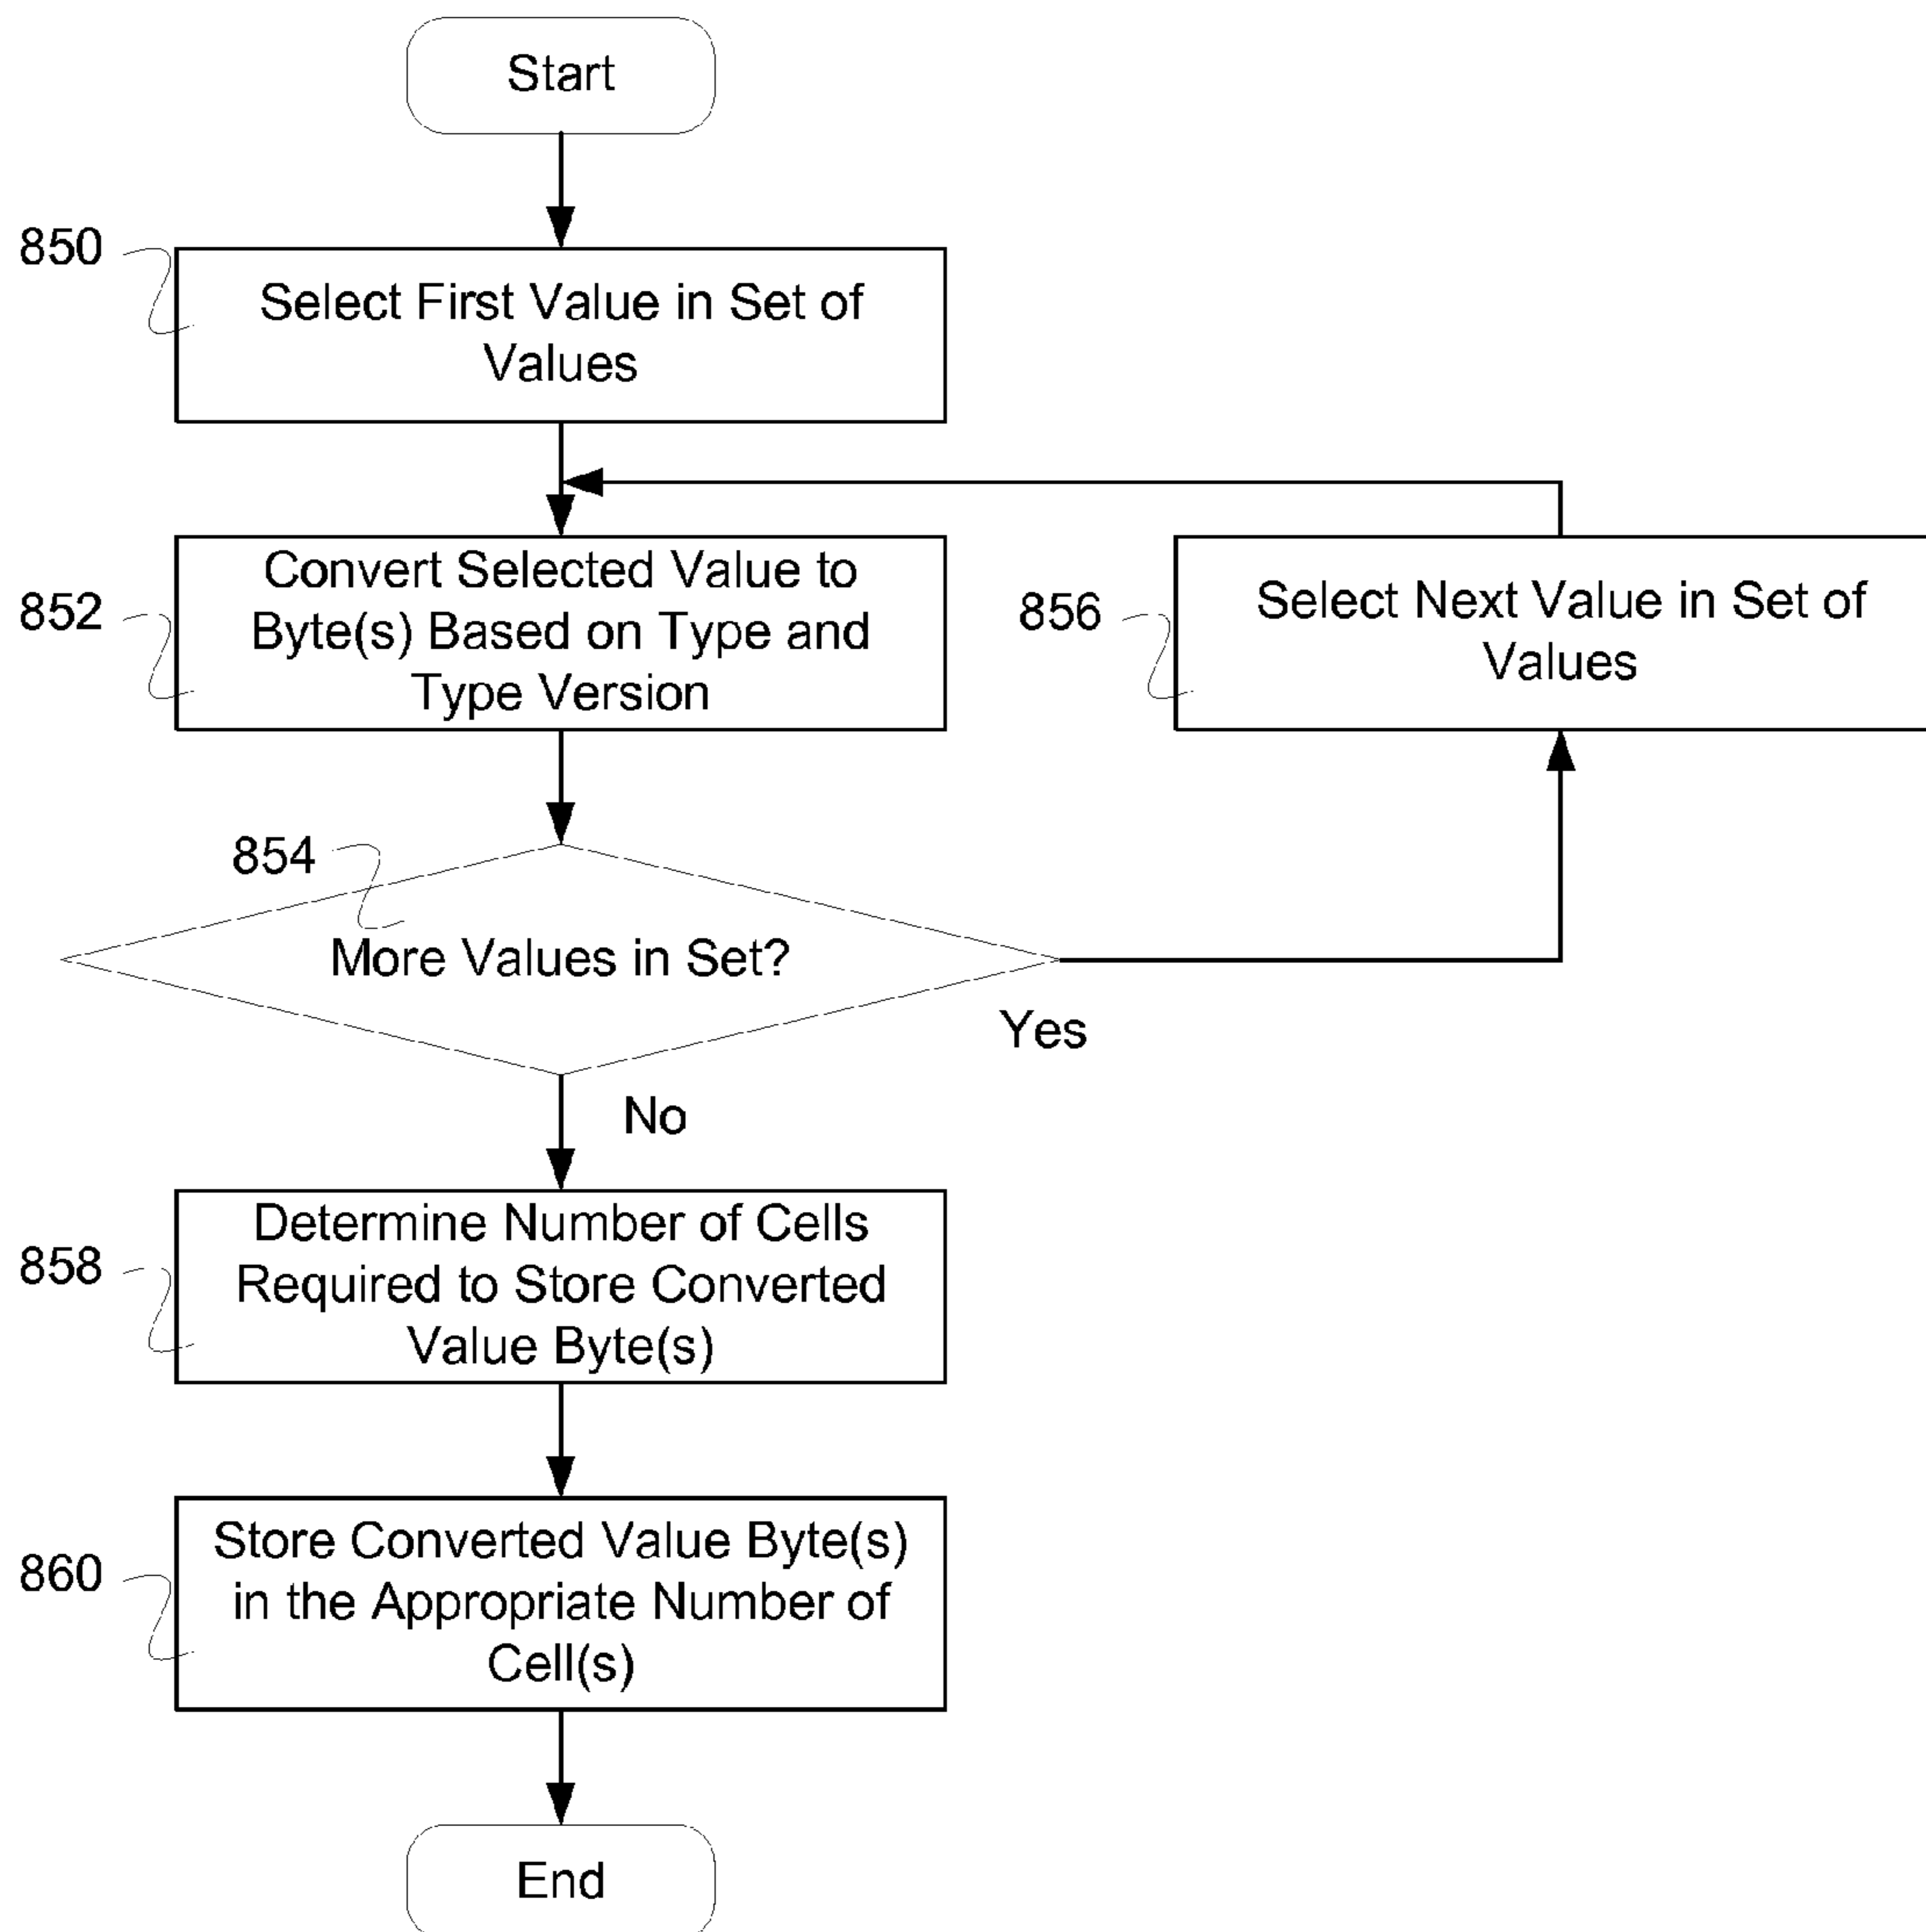 Start
850
Select First Value in Set of
Values
852
Convert Selected Value to
Byte(s) Based on Type and
Type Version
856
Select Next Value in Set of
Values
854
More Values in Set?
Yes
No
858
Determine Number of Cells
Required to Store Converted
Value Byte(s)
860
Store Converted Value Byte(s)
in the Appropriate Number of
Cell(s)
End